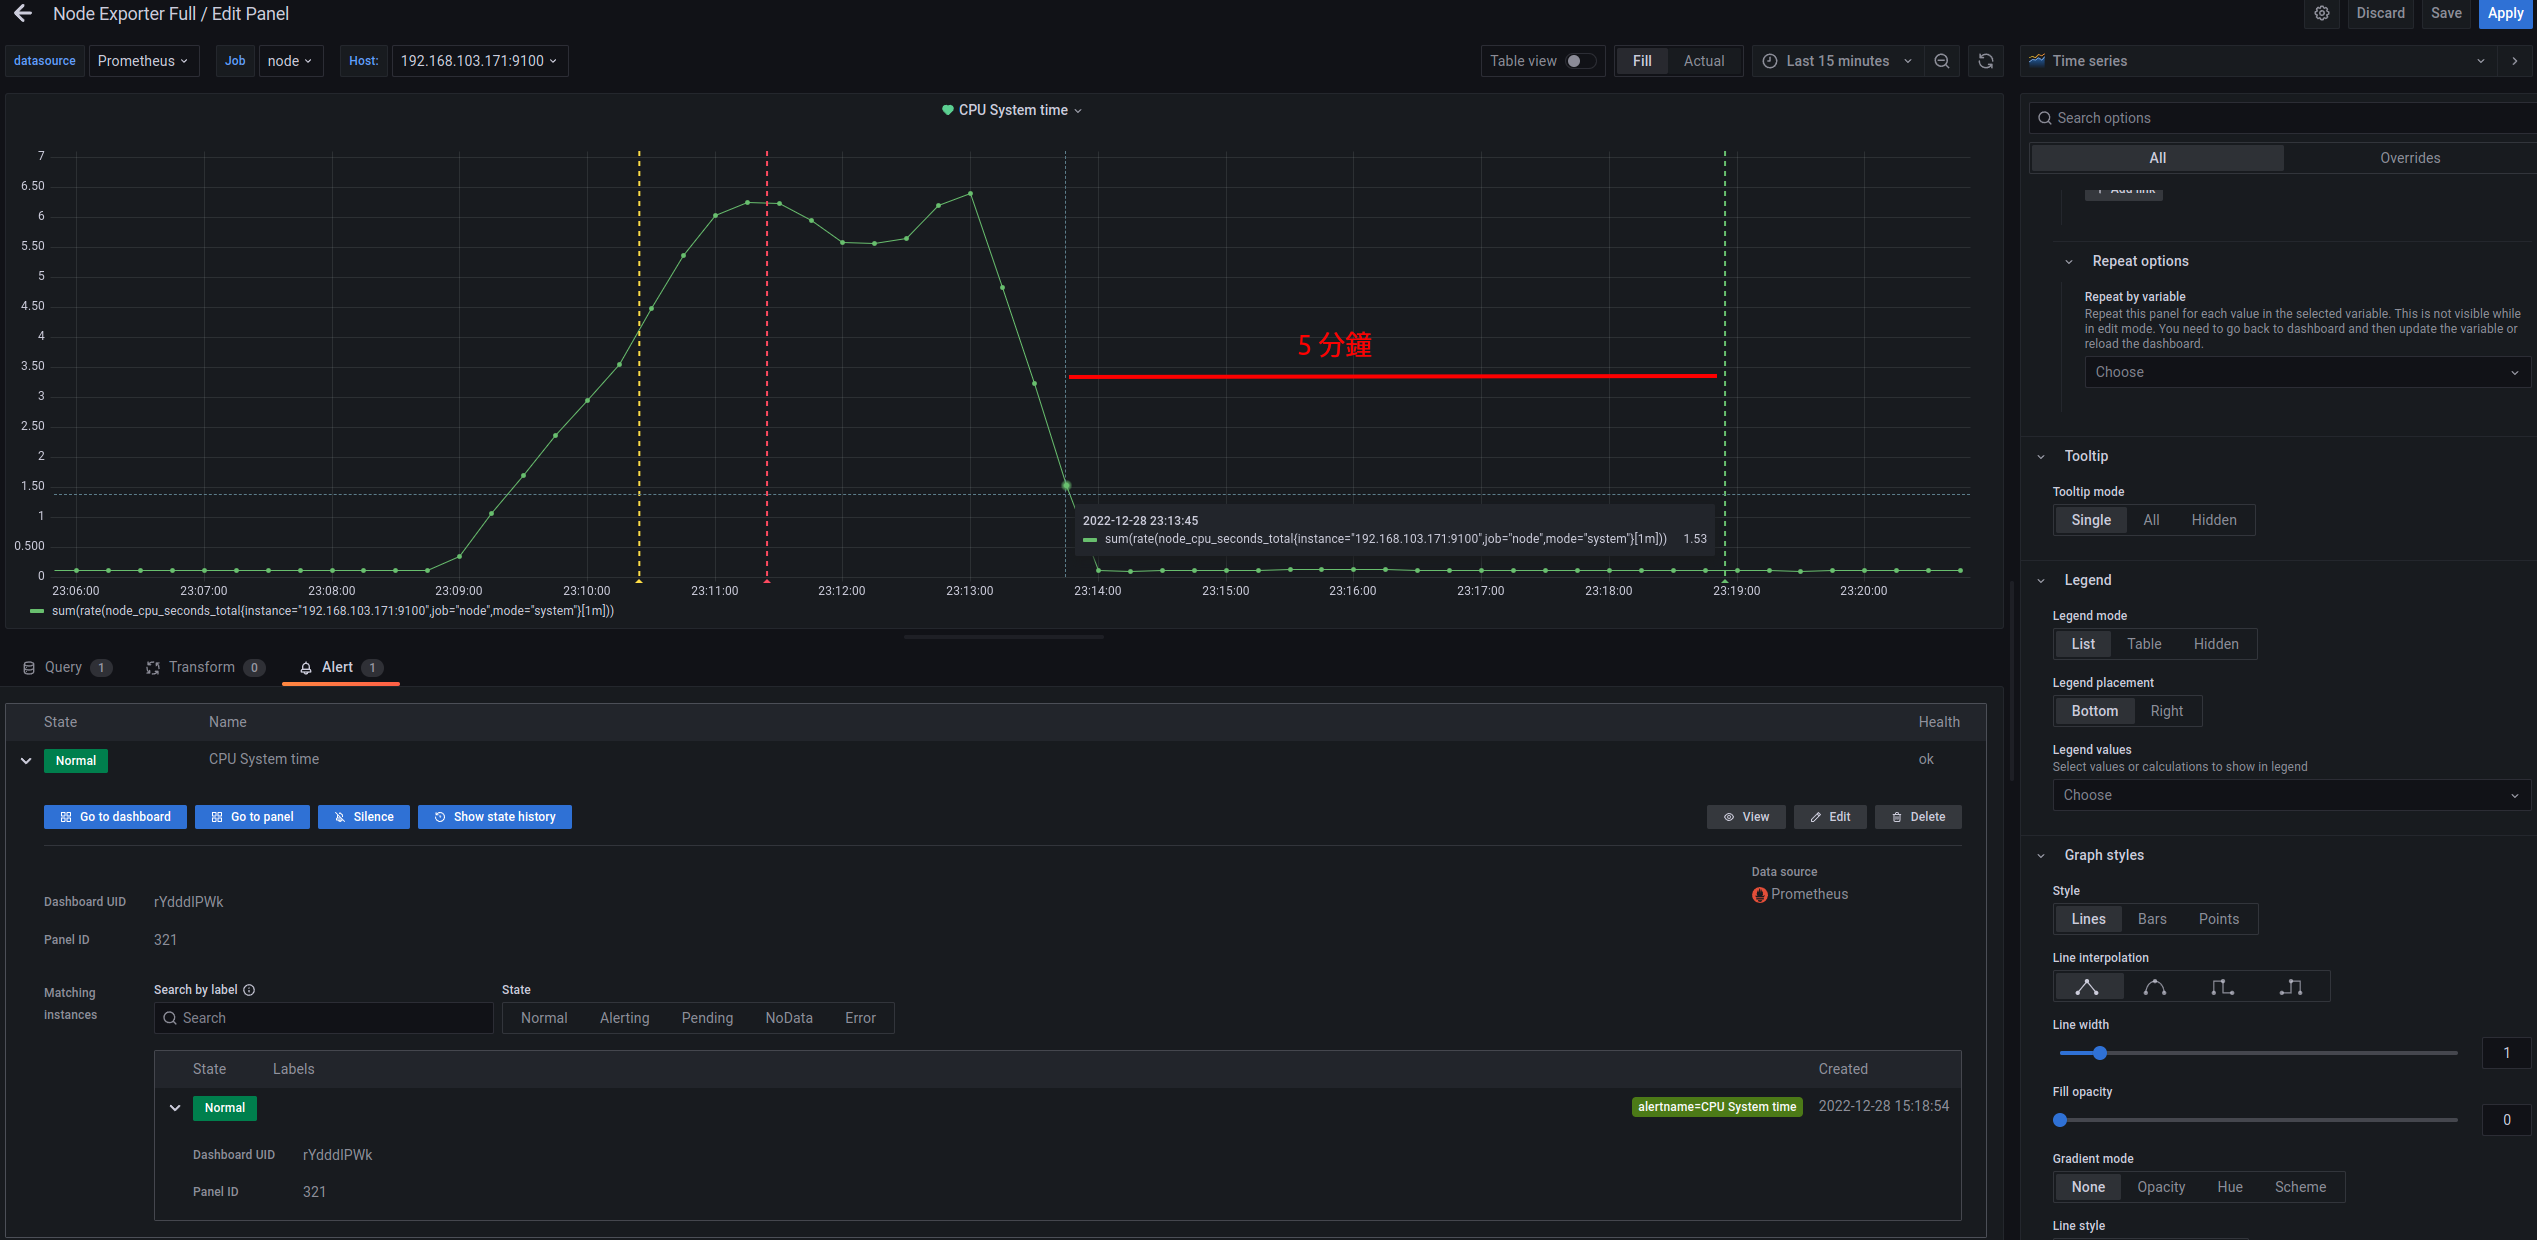 Node Exporter Full / Edit Panel
Discard Save Apply
datasource Prometheus Job node Host: 192.168.103.171:9100
Table view Fill Actual Last 15 minutes
Time series
CPU System time
Search options
All Overrides
Add link
7
6.50
6
5.50
5
4.50
4
3.50
3
2.50
2
1.50
1
0.500
0
5 分鐘
2022-12-28 23:13:45
sum(rate(node_cpu_seconds_total{instance="192.168.103.171:9100",job="node",mode="system"}[1m])) 1.53
23:06:00 23:07:00 23:08:00 23:09:00 23:10:00 23:11:00 23:12:00 23:13:00 23:14:00 23:15:00 23:16:00 23:17:00 23:18:00 23:19:00 23:20:00
sum(rate(node_cpu_seconds_total{instance="192.168.103.171:9100",job="node",mode="system"}[1m]))
Query 1 Transform 0 Alert 1
State Name Health
Normal CPU System time ok
Go to dashboard Go to panel Silence Show state history View Edit Delete
Data source
Prometheus
Dashboard UID rYdddIPWk
Panel ID 321
Matching
instances
Search by label State
Search Normal Alerting Pending NoData Error
State Labels Created
Normal alertname=CPU System time 2022-12-28 15:18:54
Dashboard UID rYdddIPWk
Panel ID 321
Repeat options
Repeat by variable
Repeat this panel for each value in the selected variable. This is not visible while
in edit mode. You need to go back to dashboard and then update the variable or
reload the dashboard.
Choose
Tooltip
Tooltip mode
Single All Hidden
Legend
Legend mode
List Table Hidden
Legend placement
Bottom Right
Legend values
Select values or calculations to show in legend
Choose
Graph styles
Style
Lines Bars Points
Line interpolation
Line width
1
Fill opacity
0
Gradient mode
None Opacity Hue Scheme
Line style